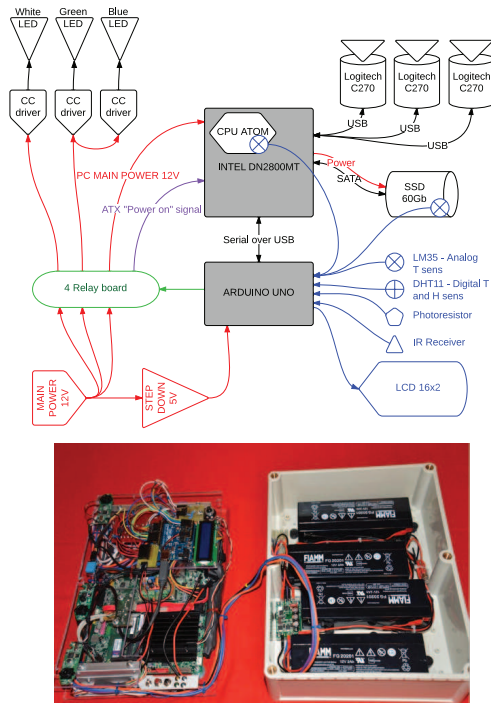 White
LED
Green
LED
Blue
LED
CC
driver
CC
driver
CC
driver
Logitech
C270
Logitech
C270
Logitech
C270
USB
USB
USB
CPU ATOM
INTEL DN2800MT
PC MAIN POWER 12V
ATX "Power on" signal
Power
SATA
SSD
60Gb
Serial over USB
4 Relay board
ARDUINO UNO
LM35 - Analog
T sens
DHT11 - Digital T
and H sens
Photoresistor
IR Receiver
LCD 16x2
MAIN
POWER
12V
STEP
DOWN
5V
FIAMM
FIAMM
FIAMM
FIAMM